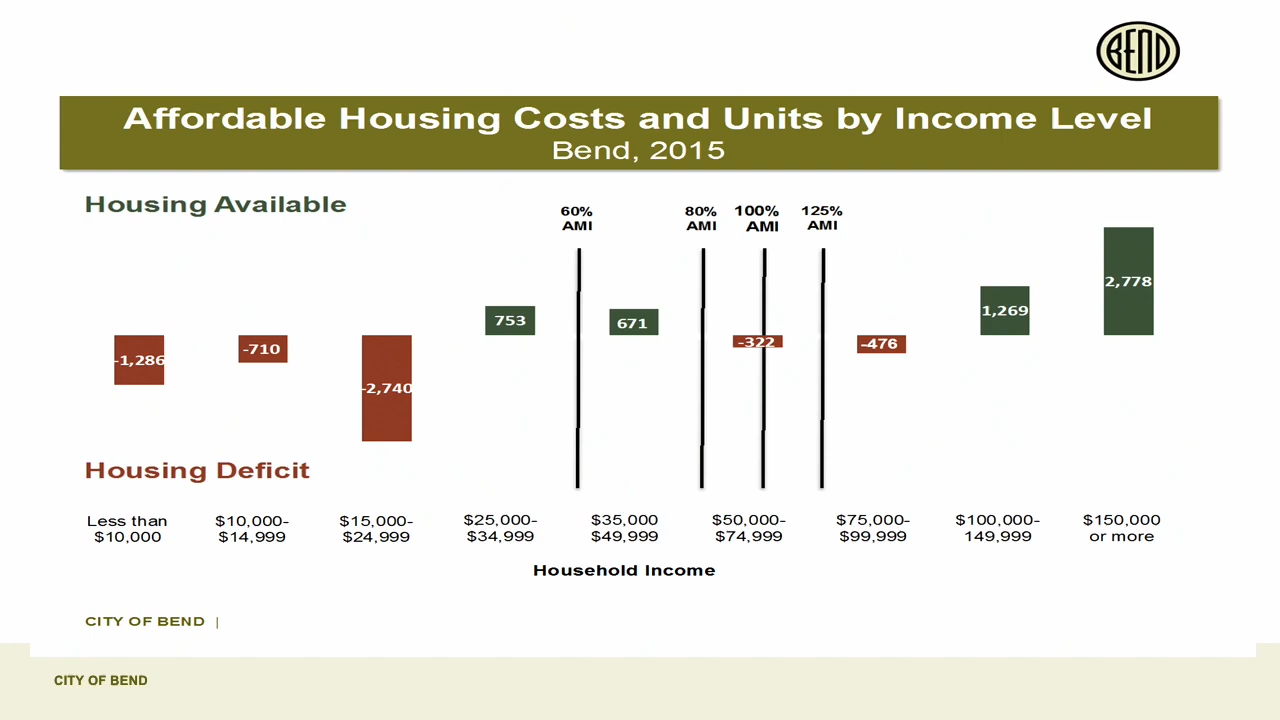 BEND
Affordable Housing Costs and Units by Income Level
Bend, 2015
Housing Available
60%
AMI
80%
AMI
100%
AMI
125%
AMI
-1,286
-710
-2,740
753
671
-322
-476
1,269
2,778
Housing Deficit
Less than
$10,000
$10,000-
$14,999
$15,000-
$24,999
$25,000-
$34,999
$35,000
$49,999
$50,000-
$74,999
$75,000-
$99,999
$100,000-
149,999
$150,000
or more
Household Income
CITY OF BEND |
CITY OF BEND